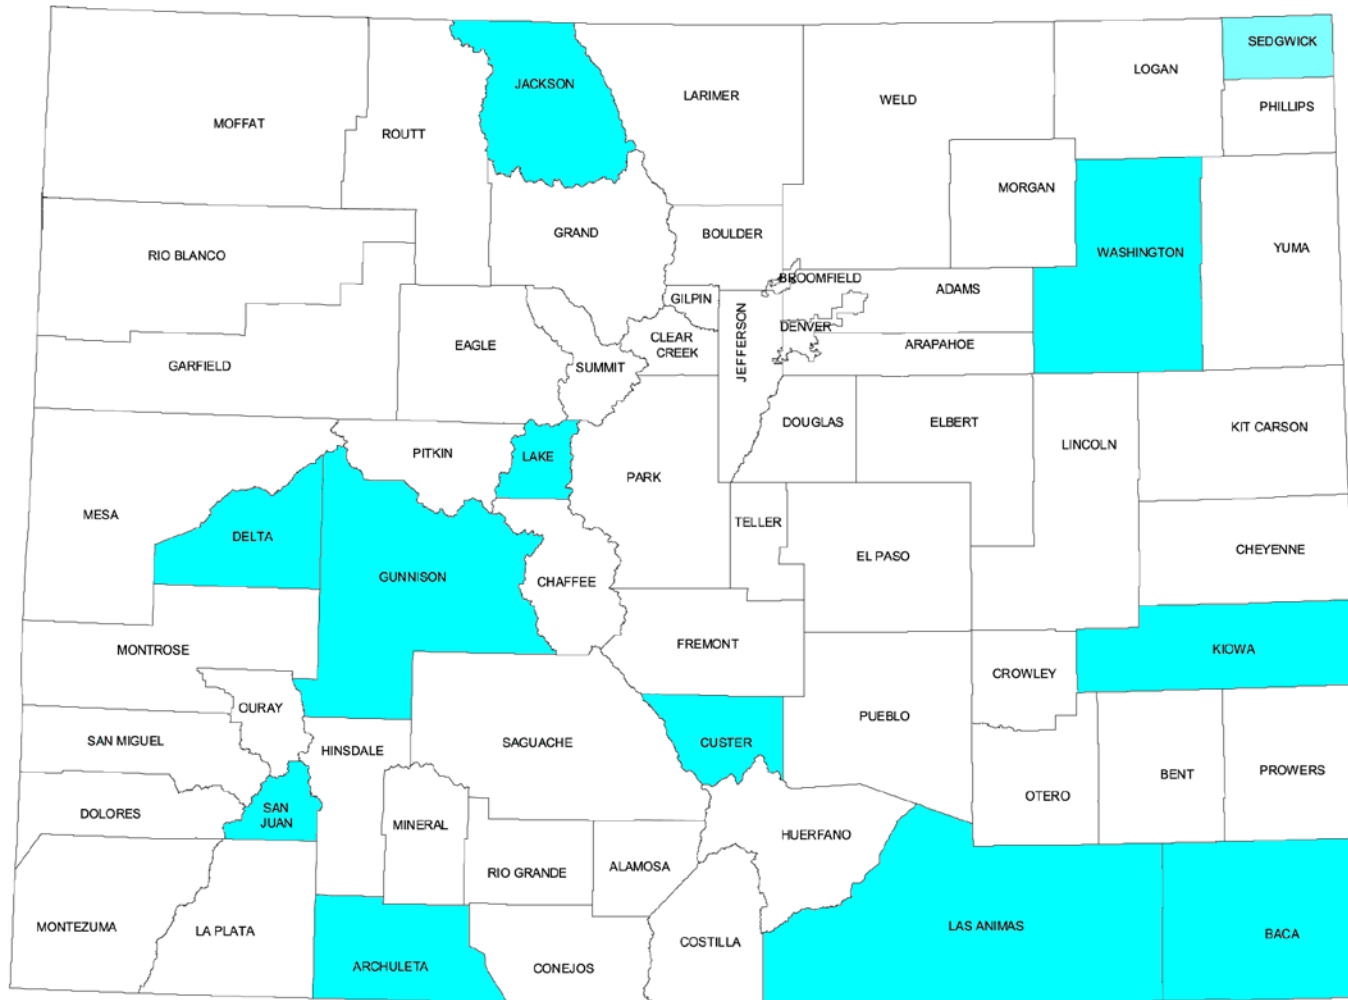 SEDGWICK
LOGAN
JACKSON
LARIMER
WELD
PHILLIPS
MOFFAT
ROUTT
MORGAN
GRAND
BOULDER
YUMA
WASHINGTON
RIO BLANCO
BROOMFIELD
ADAMS
GILPIN
DENVER
JEFFERSON
CLEAR
CREEK
EAGLE
ARAPAHOE
GARFIELD
SUMMIT
DOUGLAS
ELBERT
KIT CARSON
LINCOLN
PITKIN
LAKE
PARK
MESA
TELLER
DELTA
CHEYENNE
EL PASO
GUNNISON
CHAFFEE
FREMONT
MONTROSE
KIOWA
CROWLEY
OURAY
PUEBLO
SAN MIGUEL
HINSDALE
SAGUACHE
CUSTER
PROWERS
BENT
OTERO
DOLORES
SAN
JUAN
MINERAL
HUERFANO
ALAMOSA
RIO GRANDE
MONTEZUMA
LA PLATA
LAS ANIMAS
BACA
COSTILLA
ARCHULETA
CONEJOS